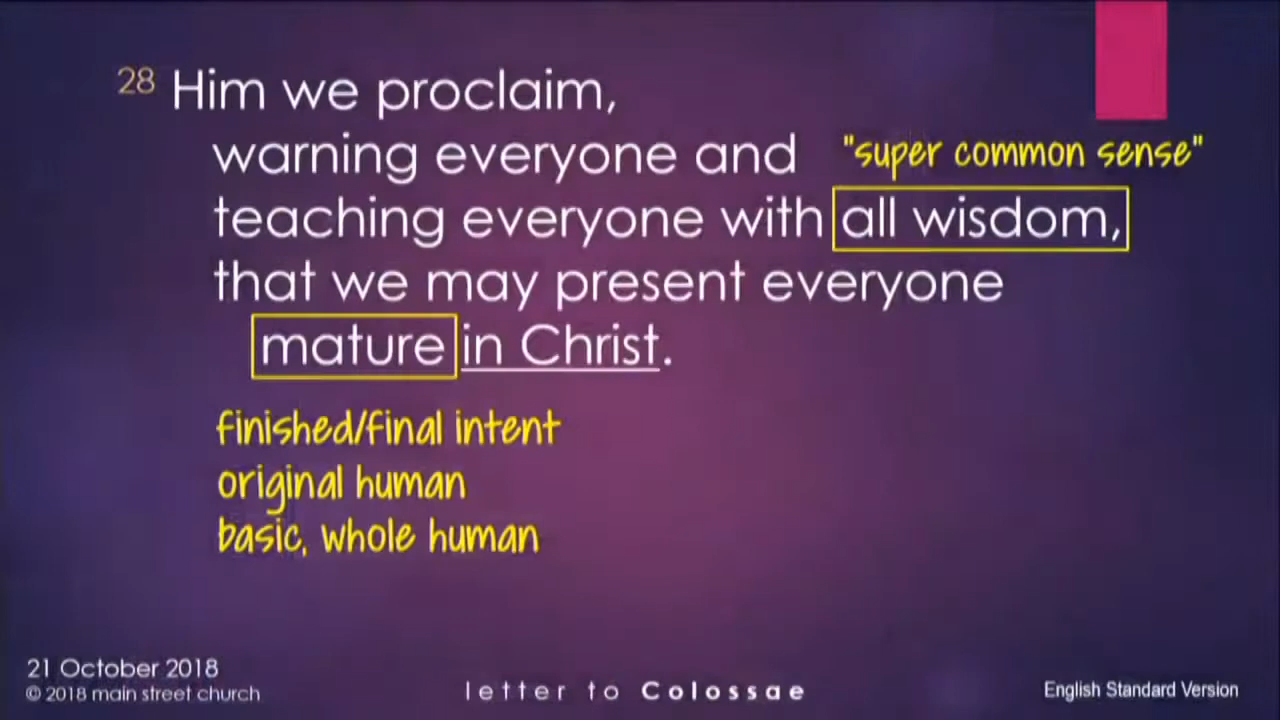 28 Him we proclaim,
warning everyone and "super common sense"
teaching everyone with all wisdom,
that we may present everyone
mature in Christ.
finished/final intent
original human
basic, whole human
21 October 2018
© 2018 main street church
letter to Colossae
English Standard Version